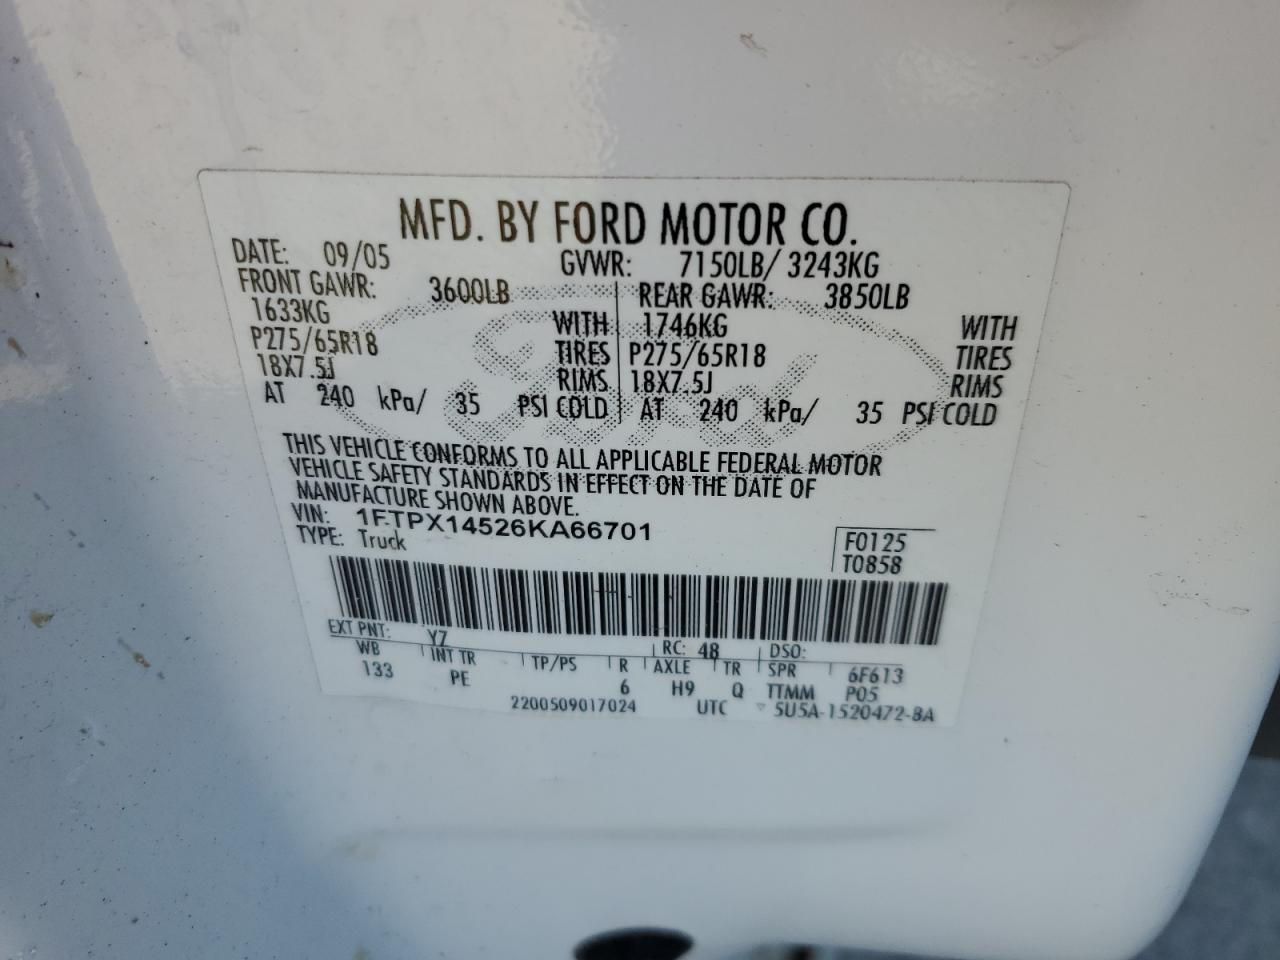 MFD. BY FORD MOTOR CO.
DATE: 09/05 GVWR: 7150LB/ 3243KG
FRONT GAWR: 3600LB REAR GAWR: 3850LB
1633KG WITH 1746KG WITH
P275/65R18 TIRES P275/65R18 TIRES
18X7.5J RIMS 18X7.5J RIMS
AT 240 kPa/ 35 PSI COLD AT 240 kPa/ 35 PSI COLD
Ford
THIS VEHICLE CONFORMS TO ALL APPLICABLE FEDERAL MOTOR
VEHICLE SAFETY STANDARDS IN EFFECT ON THE DATE OF
MANUFACTURE SHOWN ABOVE.
VIN: 1FTPX14526KA66701
TYPE: Truck
F0125
T0858
EXT PNT: YZ RC: 48 DSO:
WB INT TR TP/PS R AXLE TR SPR 6F613
133 PE 6 H9 Q TTMM P05
2200509017024 UTC ▽ 5U5A-1520472-BA